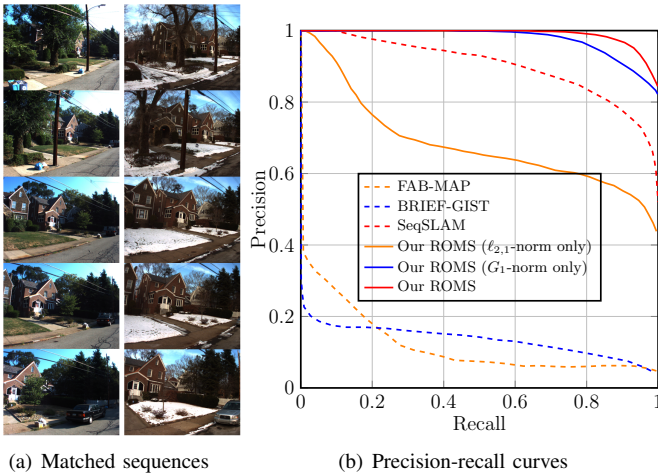 1
0.8
0.6
0.4
0.2
0
Precision
FAB-MAP
BRIEF-GIST
SeqSLAM
Our ROMS (ℓ2,1-norm only)
Our ROMS (G1-norm only)
Our ROMS
0 0.2 0.4 0.6 0.8 1
Recall
(a) Matched sequences
(b) Precision-recall curves